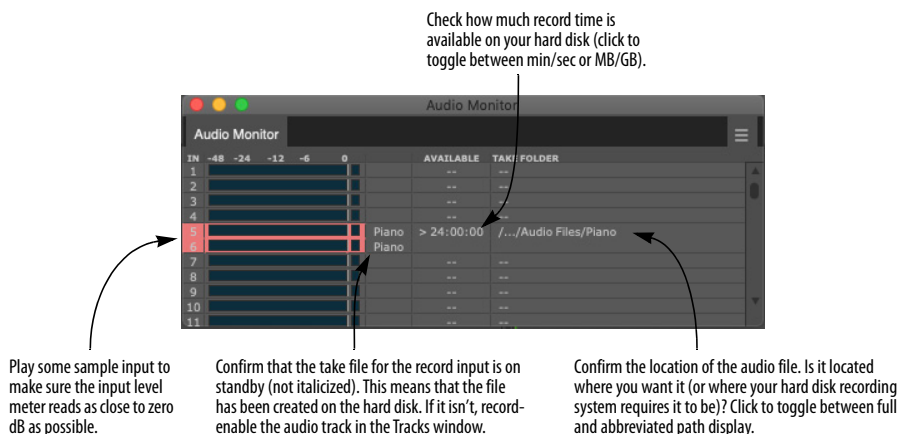 Check how much record time is
available on your hard disk (click to
toggle between min/sec or MB/GB).
Audio Monitor
Audio Monitor
IN -48 -24 -12 -6 0 AVAILABLE TAKE FOLDER
1 -- --
2 -- --
3 -- --
4 -- --
5 Piano > 24:00:00 /.../Audio Files/Piano
6 Piano
7 -- --
8 -- --
9 -- --
10 -- --
11 -- --
Play some sample input to
make sure the input level
meter reads as close to zero
dB as possible.
Confirm that the take file for the record input is on
standby (not italicized). This means that the file
has been created on the hard disk. If it isn't, record-
enable the audio track in the Tracks window.
Confirm the location of the audio file. Is it located
where you want it (or where your hard disk recording
system requires it to be)? Click to toggle between full
and abbreviated path display.